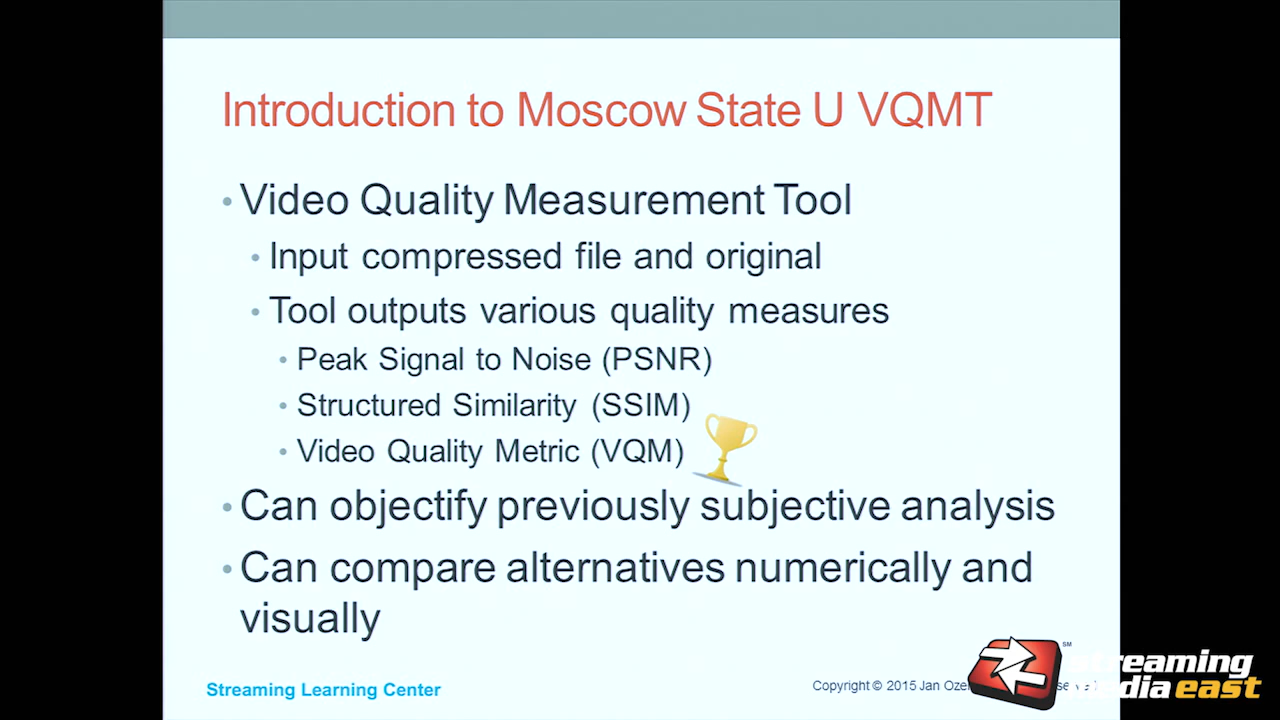 Introduction to Moscow State U VQMT
• Video Quality Measurement Tool
• Input compressed file and original
• Tool outputs various quality measures
• Peak Signal to Noise (PSNR)
• Structured Similarity (SSIM)
• Video Quality Metric (VQM)
• Can objectify previously subjective analysis
• Can compare alternatives numerically and
visually
Streaming Learning Center
Copyright © 2015 Jan
SM
streaming
media east